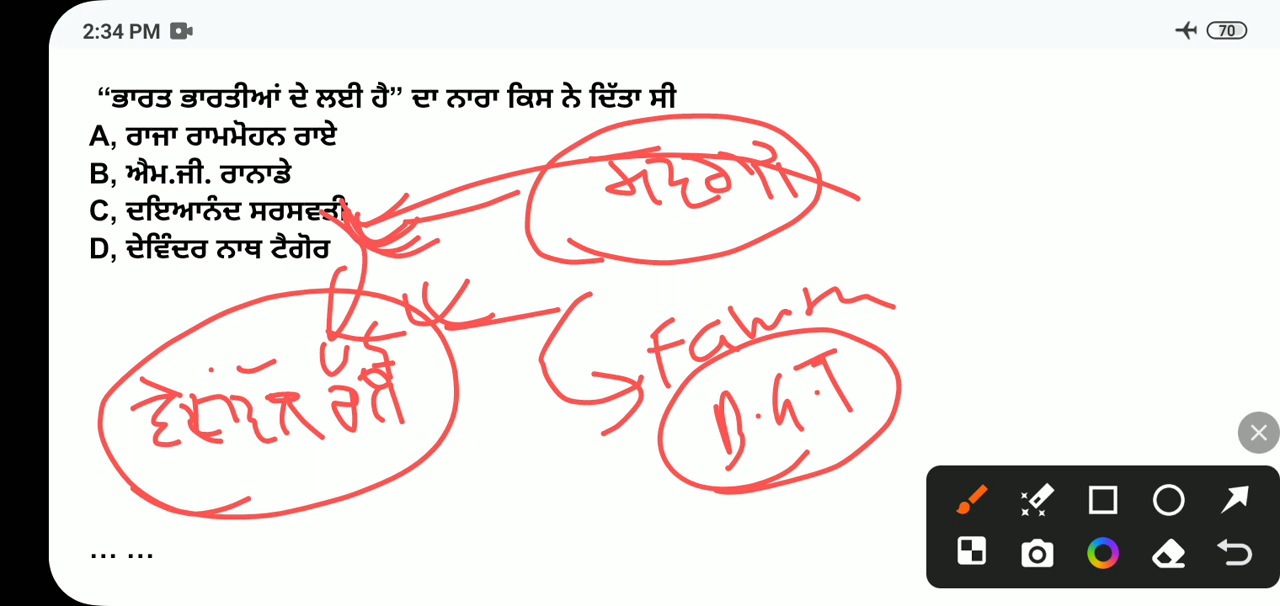 2:34 PM
70
“ਭਾਰਤ ਭਾਰਤੀਆਂ ਦੇ ਲਈ ਹੈ” ਦਾ ਨਾਰਾ ਕਿਸ ਨੇ ਦਿੱਤਾ ਸੀ
A, ਰਾਜਾ ਰਾਮਮੋਹਨ ਰਾਏ
B, ਐਮ.ਜੀ. ਰਾਨਾਡੇ
C, ਦਇਆਨੰਦ ਸਰਸਵਤੀ
D, ਦੇਵਿੰਦਰ ਨਾਥ ਟੈਗੋਰ
D.G.T
... ...